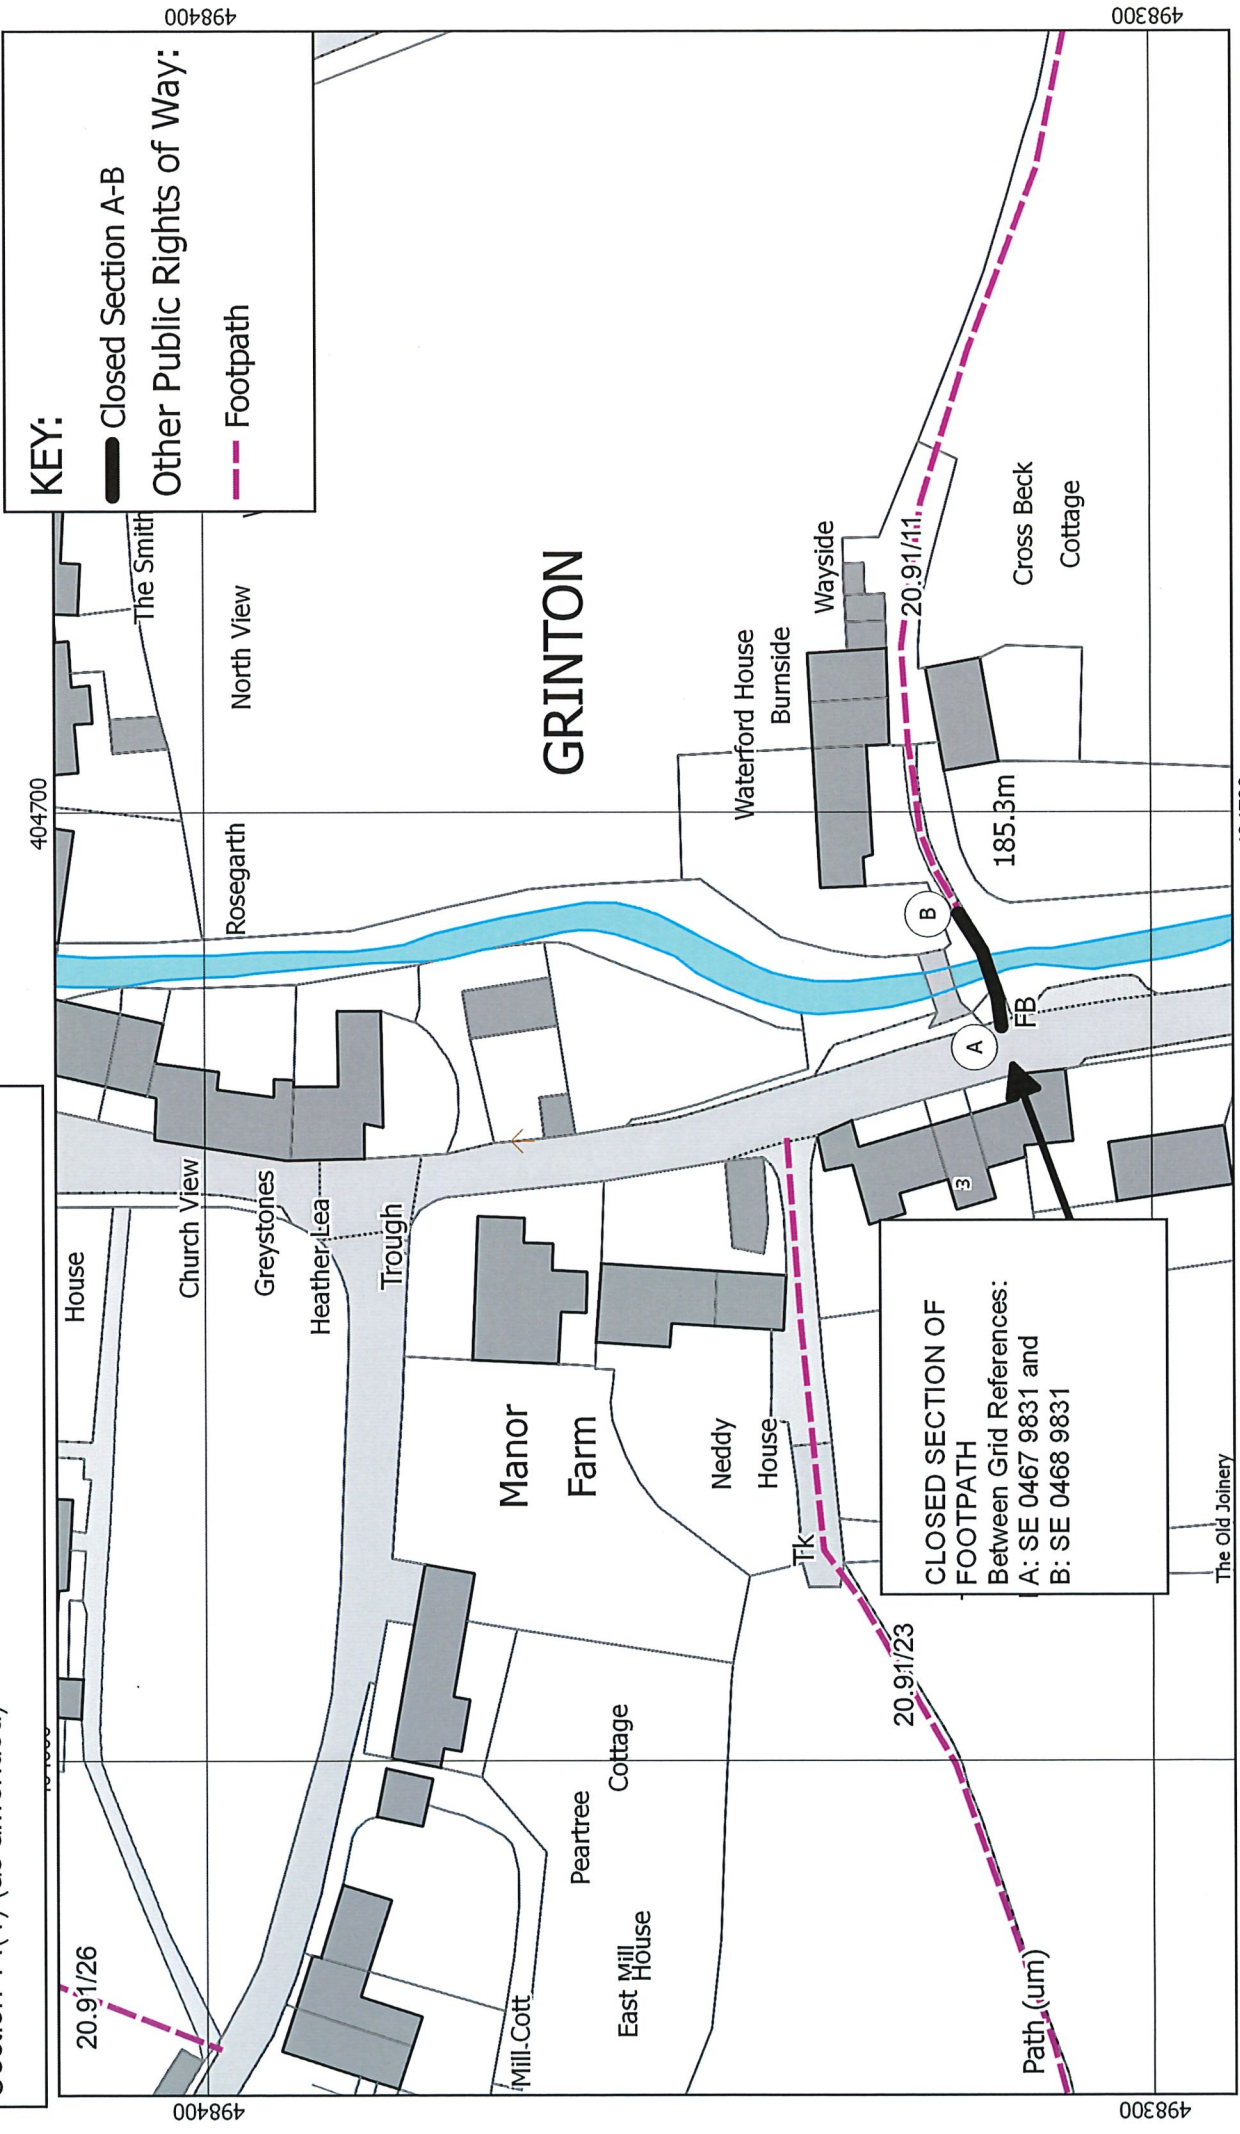 KEY:
Closed Section A-B
Other Public Rights of Way:
Footpath
498400
498300
404700
498400
498300
20.91/26
House
Church View
Greystones
Heather Lea
Trough
Rosegarth
North View
The Smith
GRINTON
Manor
Farm
Neddy
House
Tk
Waterford House
Burnside
Wayside
20.91/11
Cross Beck
Cottage
185.3m
B
A
FB
3
CLOSED SECTION OF
FOOTPATH
Between Grid References:
A: SE 0467 9831 and
B: SE 0468 9831
The Old Joinery
20.91/23
Peartree
Cottage
East Mill
House
Mill Cott
Path (um)